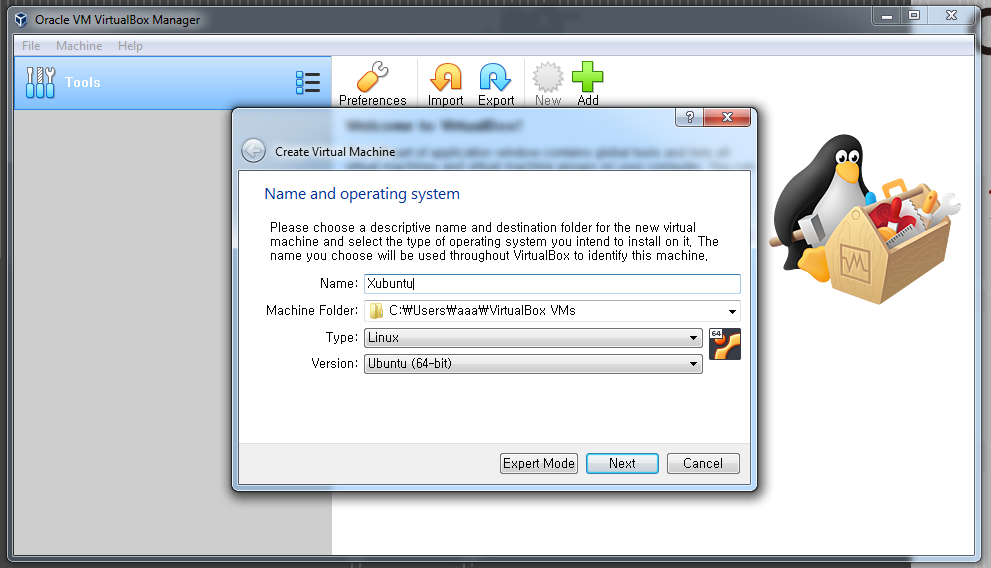 Oracle VM VirtualBox Manager
File Machine Help
Tools
Preferences Import Export New Add
Welcome to VirtualBox!
Create Virtual Machine
Name and operating system
Please choose a descriptive name and destination folder for the new virtual
machine and select the type of operating system you intend to install on it. The
name you choose will be used throughout VirtualBox to identify this machine.
Name: Xubuntu
Machine Folder: C:₩Users₩aaa₩VirtualBox VMs
Type: Linux
64
Version: Ubuntu (64-bit)
Expert Mode Next Cancel